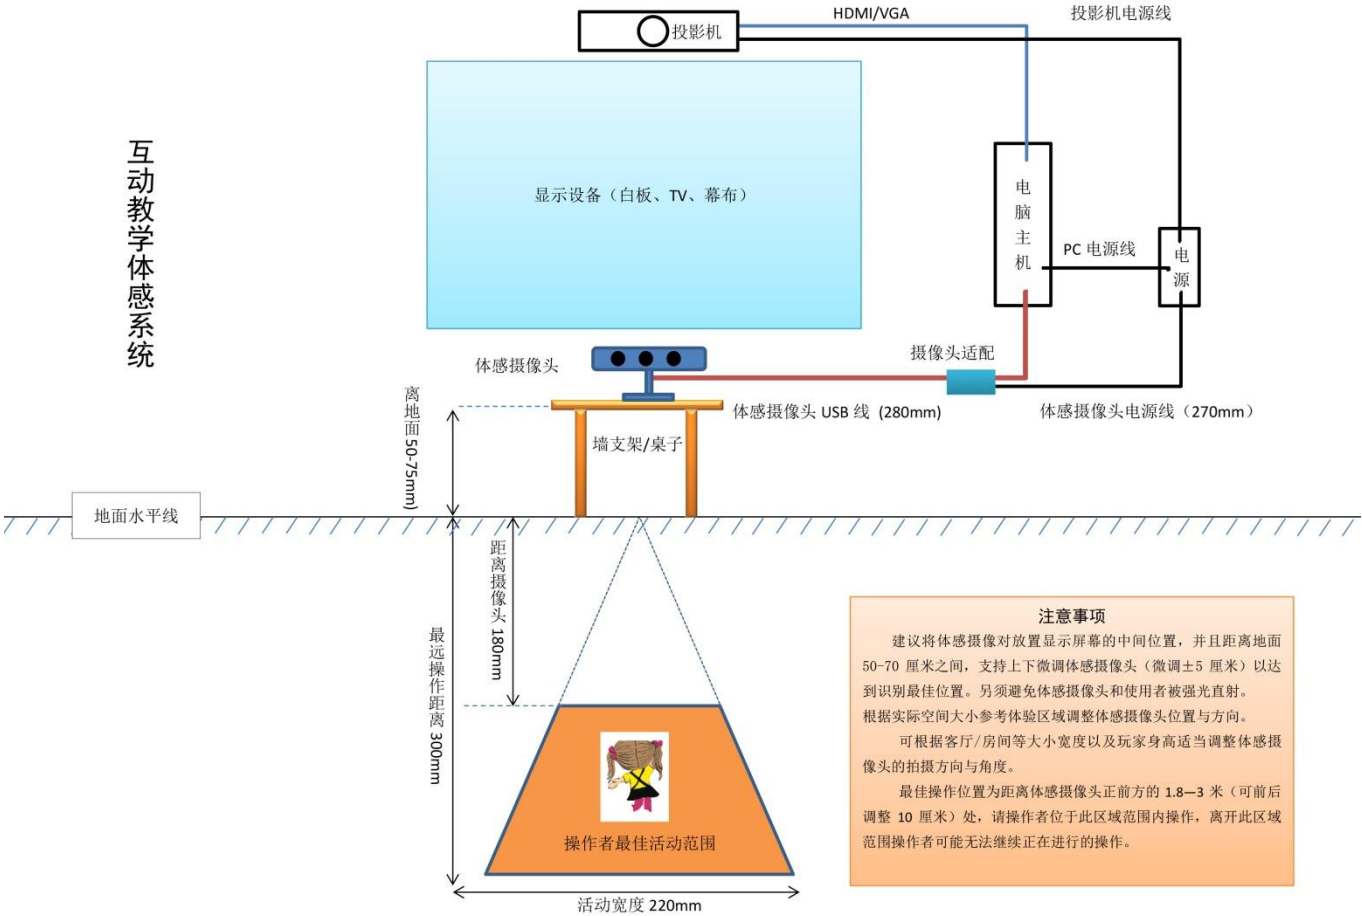 HDMI/VGA
投影机电源线
投影机
互动教学体感系统
显示设备（白板、TV、幕布）
电脑主机
PC 电源线
电源
体感摄像头
摄像头适配
体感摄像头 USB 线 (280mm)
体感摄像头电源线（270mm）
离地面 50-75mm)
墙支架/桌子
地面水平线
距离摄像头 180mm
最远操作距离 300mm
操作者最佳活动范围
活动宽度 220mm
注意事项
建议将体感摄像对放置显示屏幕的中间位置，并且距离地面
50-70 厘米之间，支持上下微调体感摄像头（微调±5 厘米）以达
到识别最佳位置。另须避免体感摄像头和使用者被强光直射。
根据实际空间大小参考体验区域调整体感摄像头位置与方向。
可根据客厅/房间等大小宽度以及玩家身高适当调整体感摄
像头的拍摄方向与角度。
最佳操作位置为距离体感摄像头正前方的 1.8—3 米（可前后
调整 10 厘米）处，请操作者位于此区域范围内操作，离开此区域
范围操作者可能无法继续正在进行的操作。